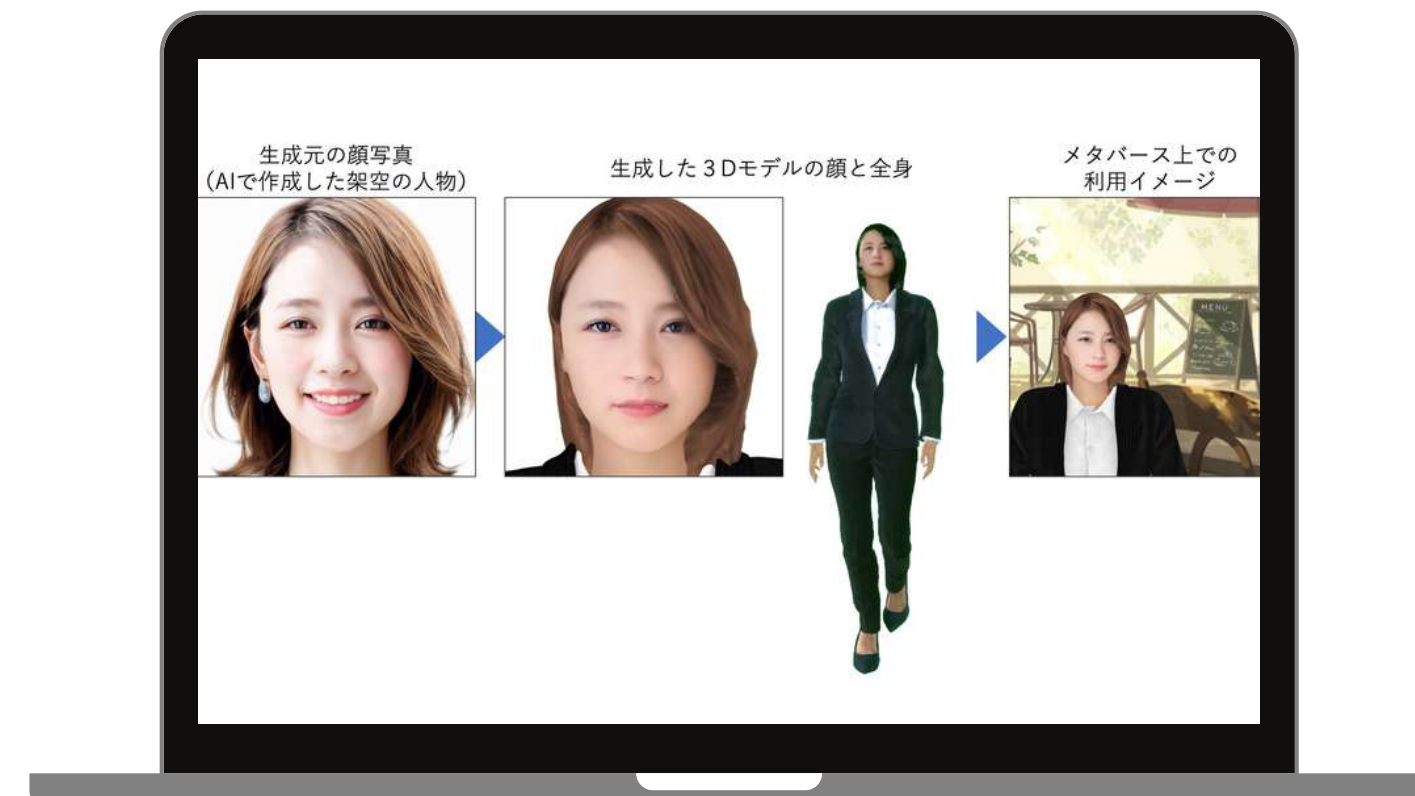 生成元の顔写真
（AIで作成した架空の人物）
生成した３Dモデルの顔と全身
メタバース上での
利用イメージ
MENU